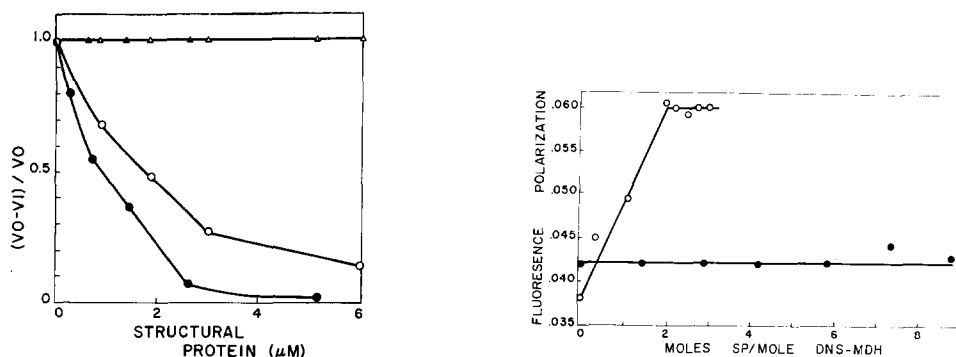 (VO-VI) / VO
1.0
0.5
0
0 2 4 6
STRUCTURAL
PROTEIN (μM)
FLUORESENCE POLARIZATION
.060
.055
.050
.045
.040
.035
0 2 4 6 8
MOLES SP/MOLE DNS-MDH